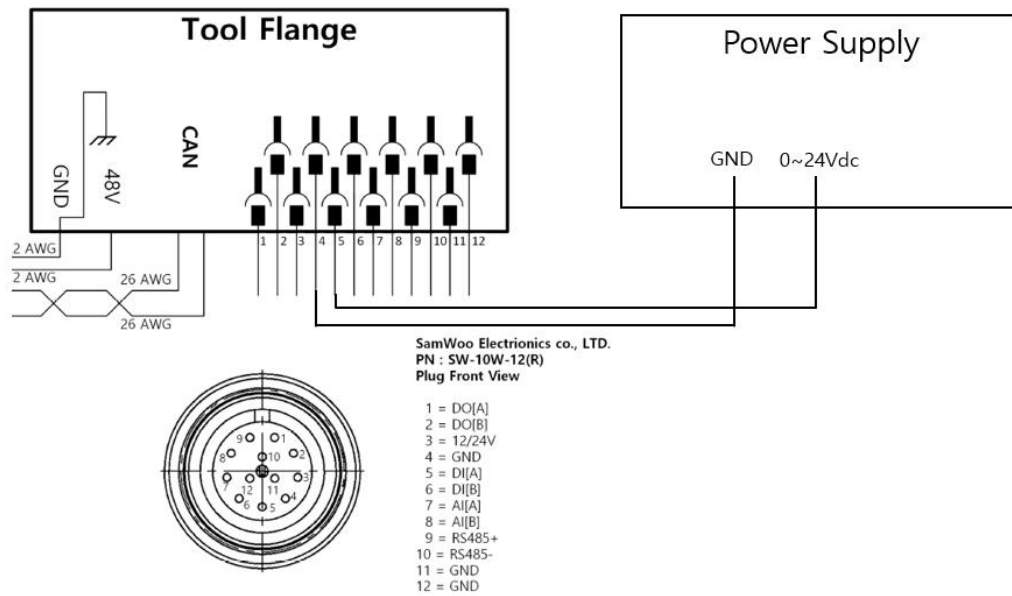 Tool Flange
Power Supply
GND
48V
CAN
GND 0~24Vdc
1 2 3 4 5 6 7 8 9 10 11 12
2 AWG
2 AWG
26 AWG
26 AWG
SamWoo Electrionics co., LTD.
PN : SW-10W-12(R)
Plug Front View
1 = DO[A]
2 = DO[B]
3 = 12/24V
4 = GND
5 = DI[A]
6 = DI[B]
7 = AI[A]
8 = AI[B]
9 = RS485+
10 = RS485-
11 = GND
12 = GND
9 1
8 10 2
7 12 11 3
6 5 4